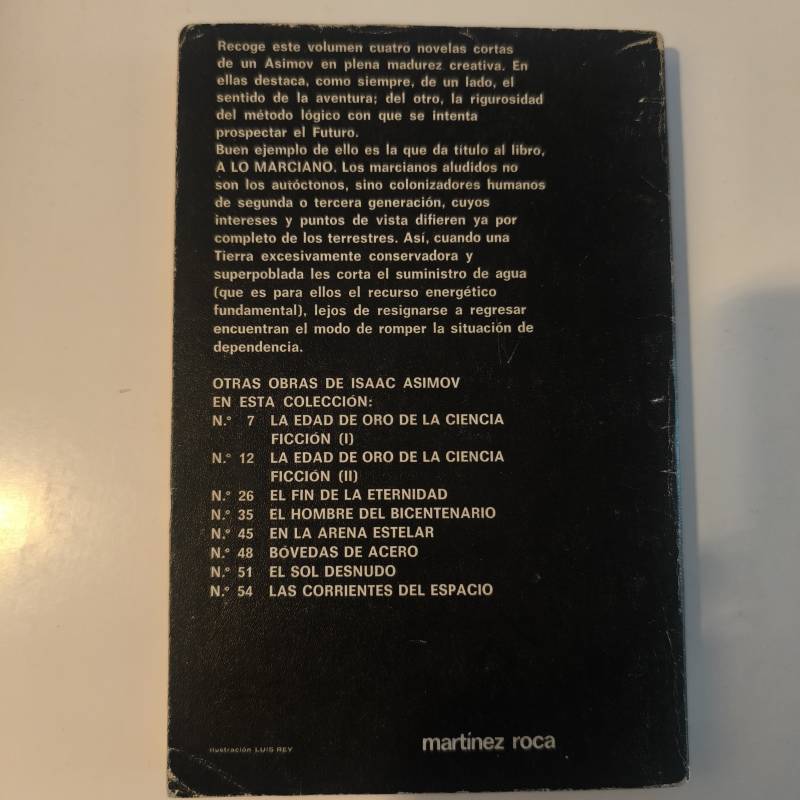 Recoge este volumen cuatro novelas cortas
de un Asimov en plena madurez creativa. En
ellas destaca, como siempre, de un lado, el
sentido de la aventura; del otro, la rigurosidad
del método lógico con que se intenta
prospectar el Futuro.
Buen ejemplo de ello es la que da título al libro,
A LO MARCIANO. Los marcianos aludidos no
son los autóctonos, sino colonizadores humanos
de segunda o tercera generación, cuyos
intereses y puntos de vista difieren ya por
completo de los terrestres. Así, cuando una
Tierra excesivamente conservadora y
superpoblada les corta el suministro de agua
(que es para ellos el recurso energético
fundamental), lejos de resignarse a regresar
encuentran el modo de romper la situación de
dependencia.
OTRAS OBRAS DE ISAAC ASIMOV
EN ESTA COLECCIÓN:
N.° 7 LA EDAD DE ORO DE LA CIENCIA
FICCIÓN (I)
N.° 12 LA EDAD DE ORO DE LA CIENCIA
FICCIÓN (II)
N.° 26 EL FIN DE LA ETERNIDAD
N.° 35 EL HOMBRE DEL BICENTENARIO
N.° 45 EN LA ARENA ESTELAR
N.° 48 BÓVEDAS DE ACERO
N.° 51 EL SOL DESNUDO
N.° 54 LAS CORRIENTES DEL ESPACIO
Ilustración LUIS REY
martínez roca